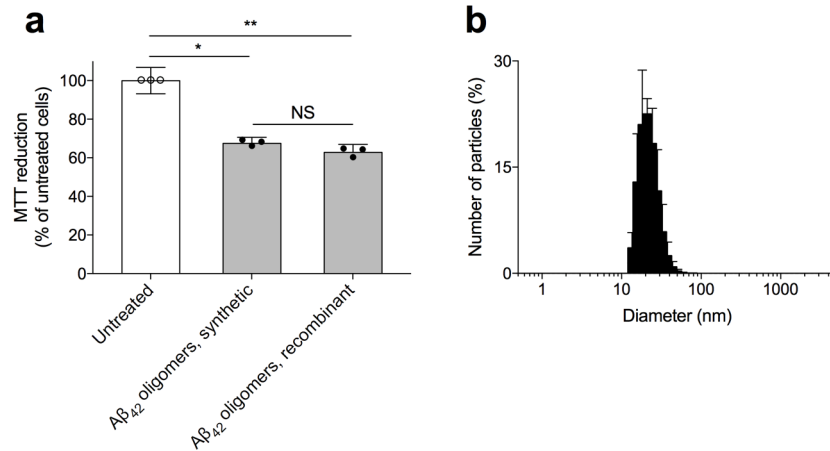 a
**
*
NS
MTT reduction
(% of untreated cells)
100
80
60
40
20
0
Untreated
Aβ42 oligomers, synthetic
Aβ42 oligomers, recombinant
b
Number of particles (%)
30
15
0
1
10
100
1000
Diameter (nm)